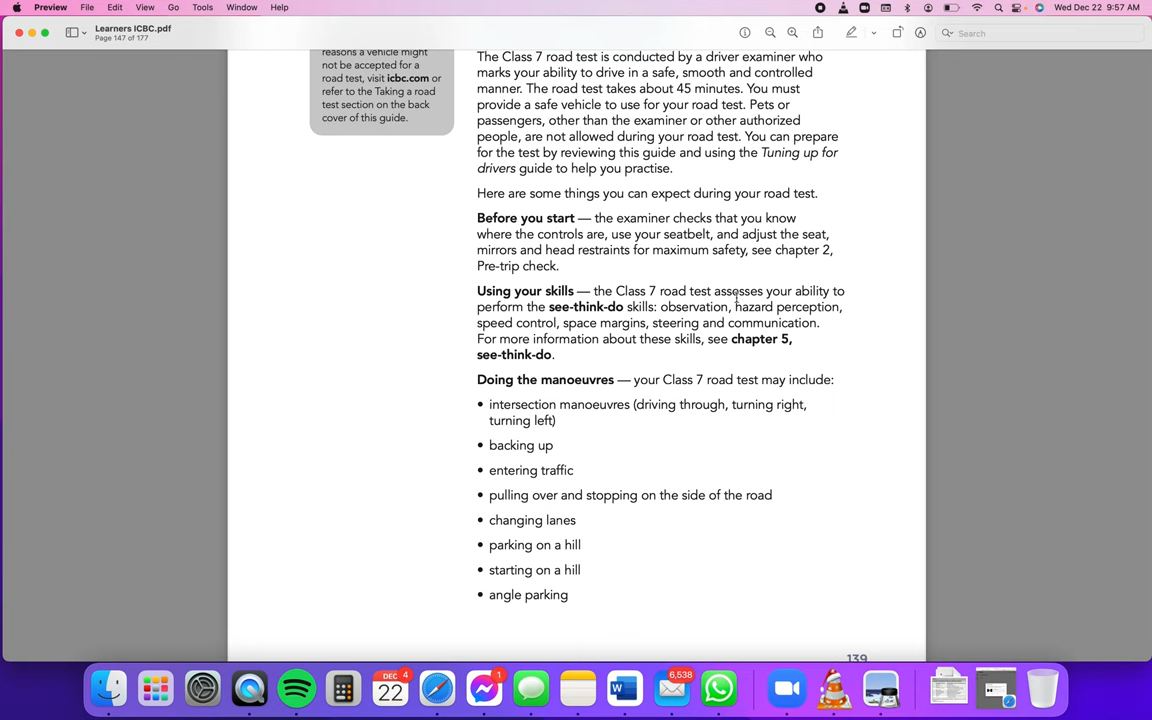 Preview File Edit View Go Tools Window Help Wed Dec 22 9:57 AM
Learners ICBC.pdf
Page 147 of 177
Search
reasons a vehicle might
not be accepted for a
road test, visit icbc.com or
refer to the Taking a road
test section on the back
cover of this guide.
The Class 7 road test is conducted by a driver examiner who
marks your ability to drive in a safe, smooth and controlled
manner. The road test takes about 45 minutes. You must
provide a safe vehicle to use for your road test. Pets or
passengers, other than the examiner or other authorized
people, are not allowed during your road test. You can prepare
for the test by reviewing this guide and using the Tuning up for
drivers guide to help you practise.
Here are some things you can expect during your road test.
Before you start — the examiner checks that you know
where the controls are, use your seatbelt, and adjust the seat,
mirrors and head restraints for maximum safety, see chapter 2,
Pre-trip check.
Using your skills — the Class 7 road test assesses your ability to
perform the see-think-do skills: observation, hazard perception,
speed control, space margins, steering and communication.
For more information about these skills, see chapter 5,
see-think-do.
Doing the manoeuvres — your Class 7 road test may include:
• intersection manoeuvres (driving through, turning right,
turning left)
• backing up
• entering traffic
• pulling over and stopping on the side of the road
• changing lanes
• parking on a hill
• starting on a hill
• angle parking
139
DEC 4
22
1
6,538